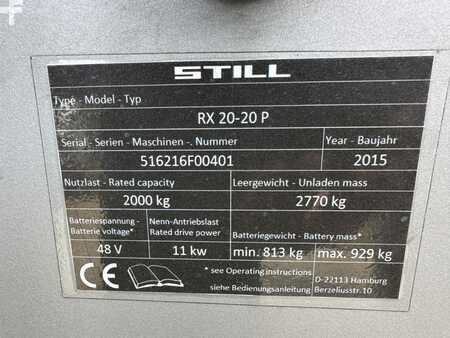 STILL
Type - Model - Typ
RX 20-20 P
Serial - Serien - Maschinen -. Nummer
Year - Baujahr
516216F00401
2015
Nutzlast - Rated capacity
Leergewicht - Unladen mass
2000 kg
2770 kg
Batteriespannung - Batterie voltage*
Nenn-Antriebslast Rated drive power
Batteriegewicht - Battery mass*
48 V
11 kw
min. 813 kg
max. 929 kg
CE
* see Operating instructions
siehe Bedienungsanleitung
D-22113 Hamburg
Berzeliusstr.10